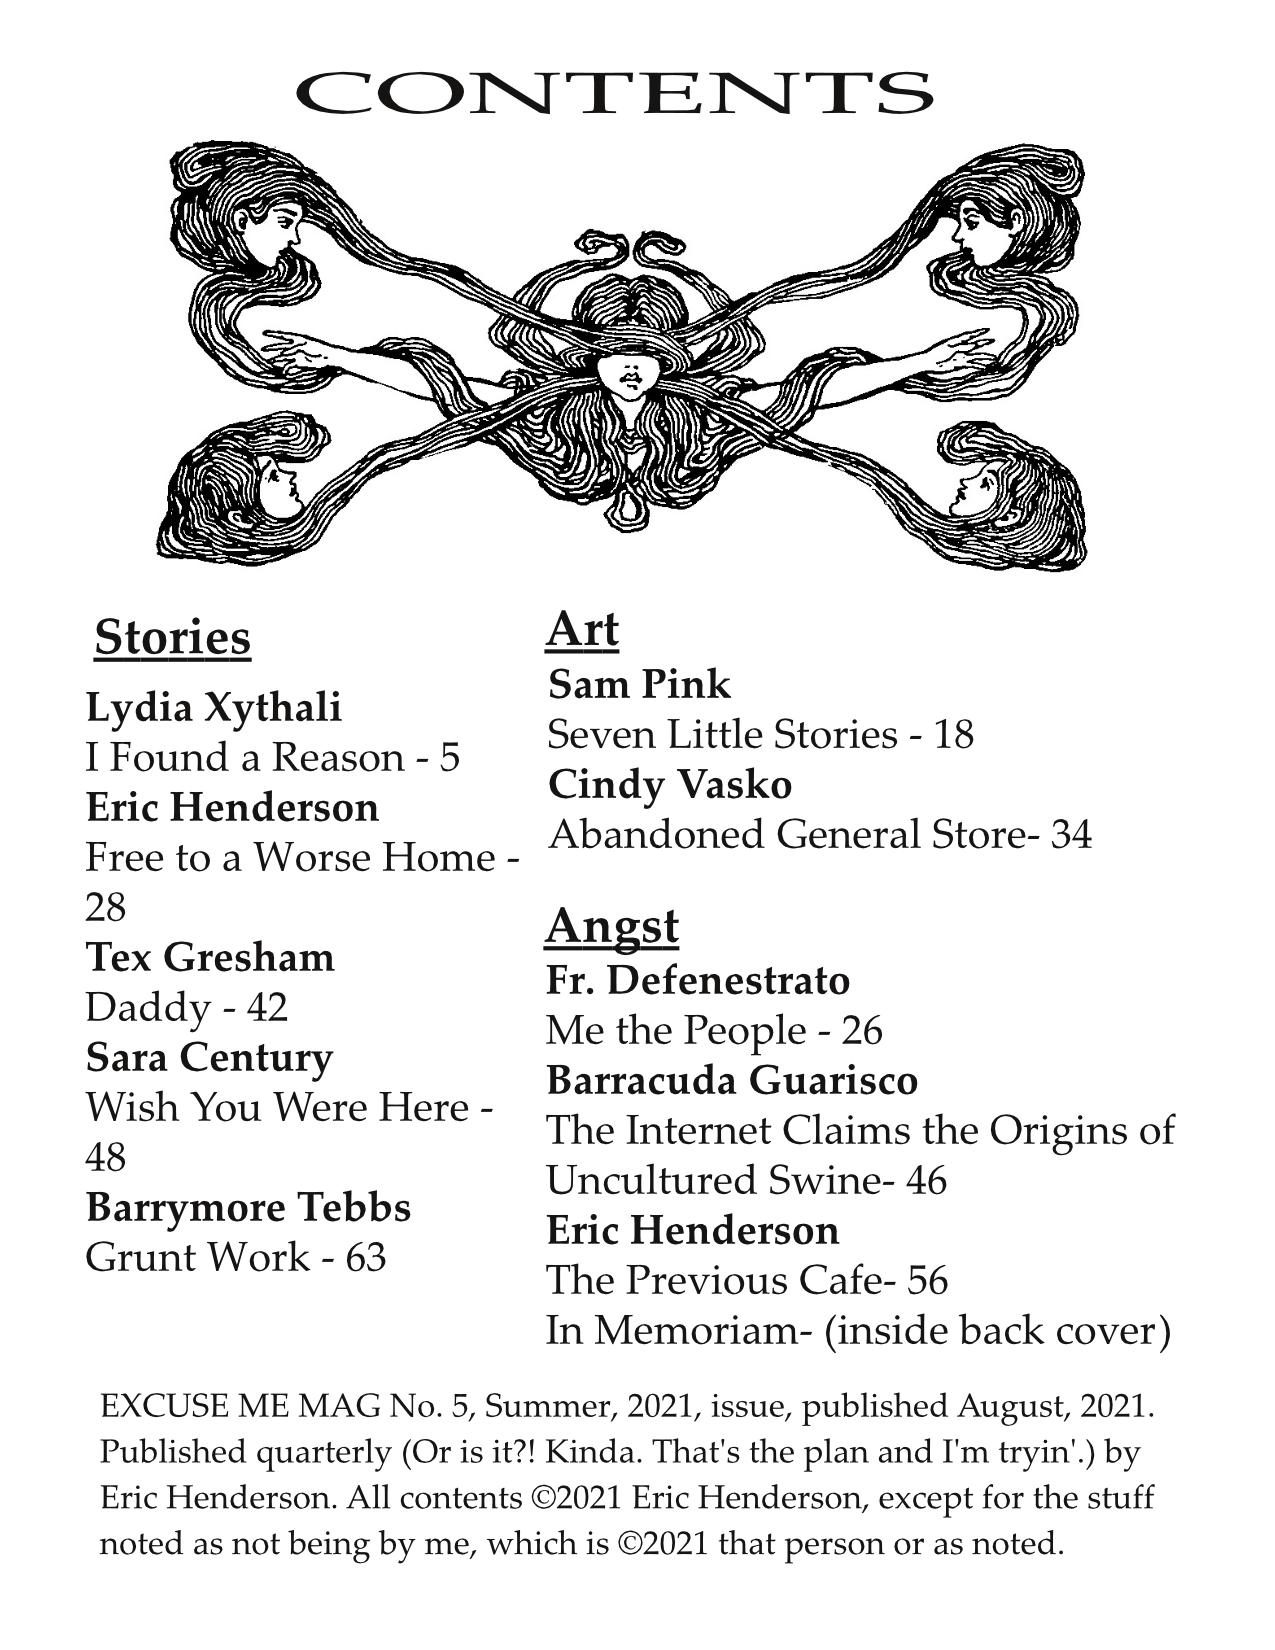 CONTENTS
Stories
Lydia Xythali
I Found a Reason - 5
Eric Henderson
Free to a Worse Home -
28
Tex Gresham
Daddy - 42
Sara Century
Wish You Were Here -
48
Barrymore Tebbs
Grunt Work - 63
Art
Sam Pink
Seven Little Stories - 18
Cindy Vasko
Abandoned General Store- 34
Angst
Fr. Defenestrato
Me the People - 26
Barracuda Guarisco
The Internet Claims the Origins of
Uncultured Swine- 46
Eric Henderson
The Previous Cafe- 56
In Memoriam- (inside back cover)
EXCUSE ME MAG No. 5, Summer, 2021, issue, published August, 2021.
Published quarterly (Or is it?! Kinda. That's the plan and I'm tryin'.) by
Eric Henderson. All contents ©2021 Eric Henderson, except for the stuff
noted as not being by me, which is ©2021 that person or as noted.